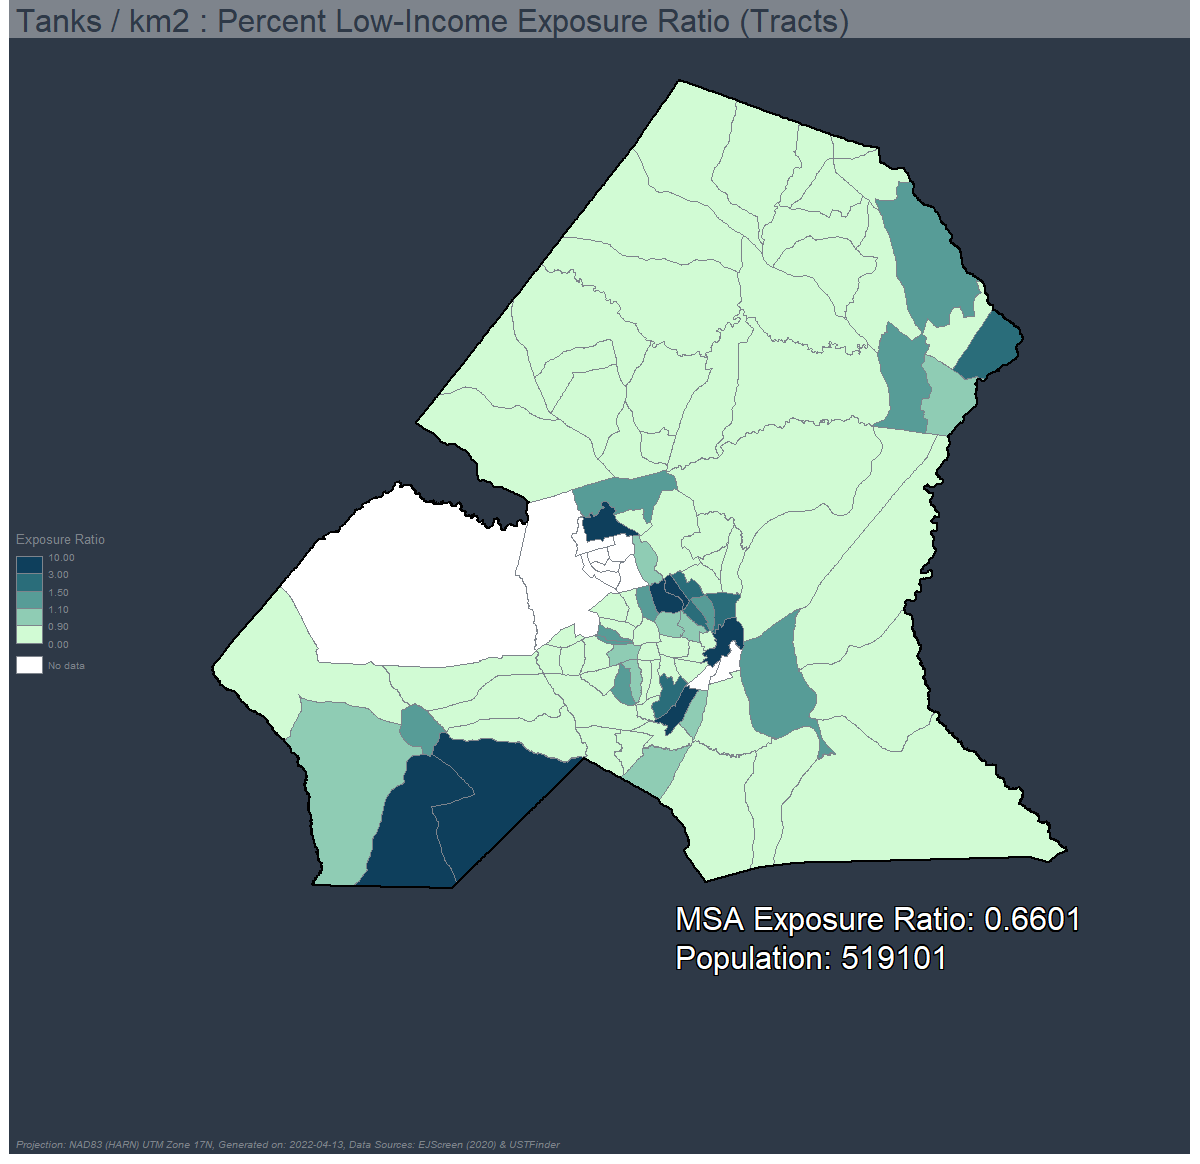 Tanks / km2 : Percent Low-Income Exposure Ratio (Tracts)
Exposure Ratio
10.00
3.00
1.50
1.10
0.90
0.00
No data
MSA Exposure Ratio: 0.6601
Population: 519101
Projection: NAD83 (HARN) UTM Zone 17N, Generated on: 2022-04-13, Data Sources: EJScreen (2020) & USTFinder